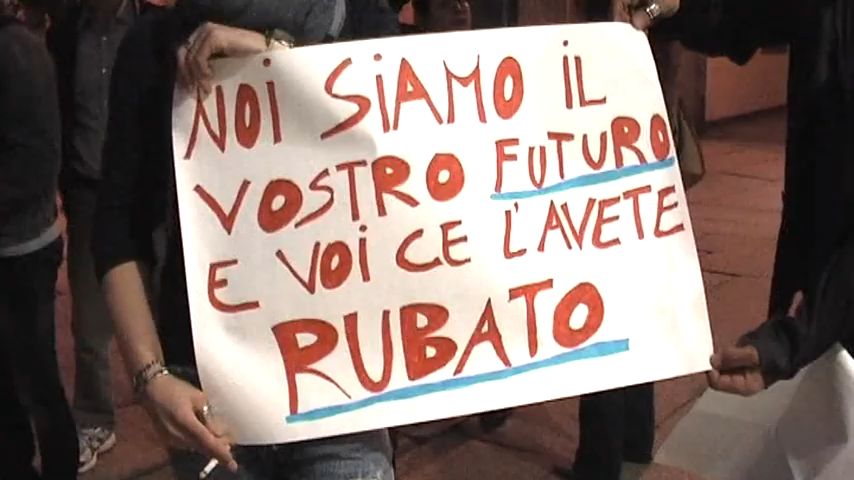 NOI SIAMO IL
VOSTRO FUTURO
E VOI CE L'AVETE
RUBATO